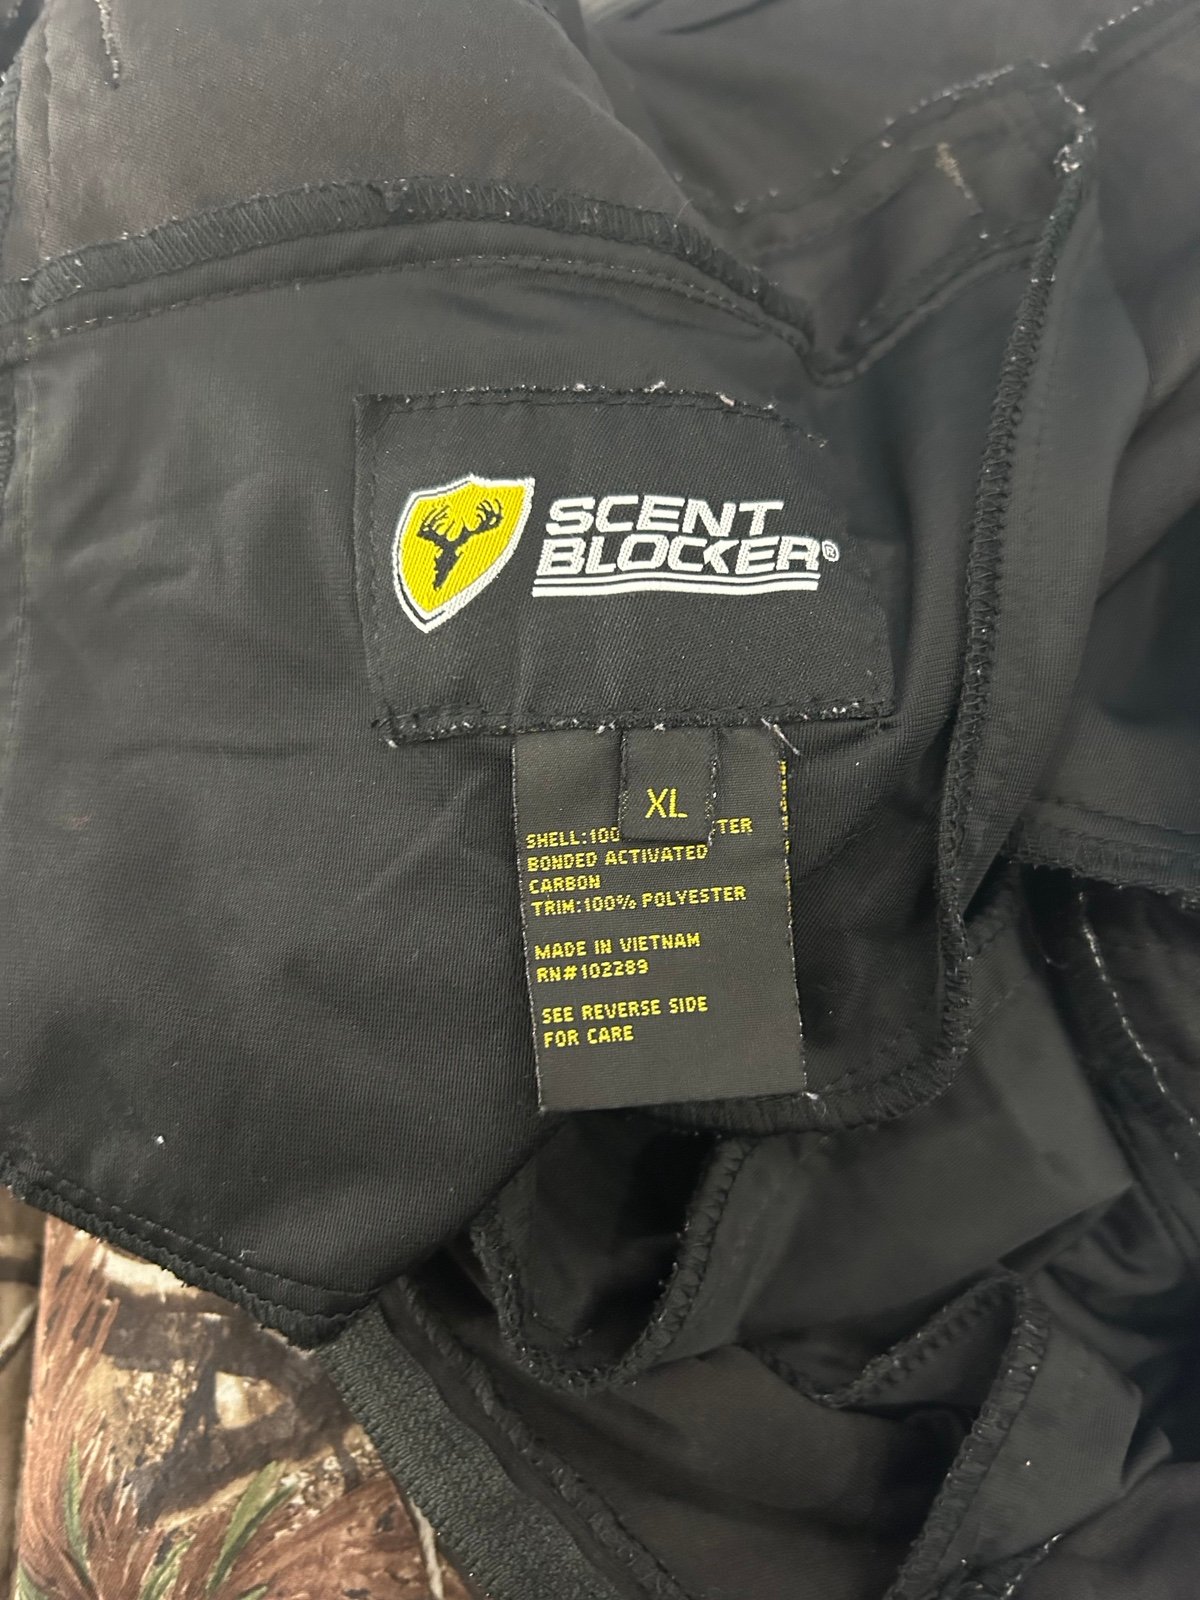 SCENT
BLOCKER®
XL
SHELL:100
BONDED ACTIVATED
CARBON
TRIM:100% POLYESTER
MADE IN VIETNAM
RN#102289
SEE REVERSE SIDE
FOR CARE